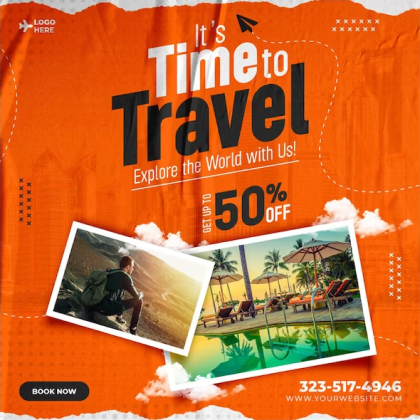 LOGO
HERE
It's
Time to
Travel
Explore the World with Us!
GET UP TO
50%
OFF
BOOK NOW
323-517-4946
WWW.YOURWEBSITE.COM